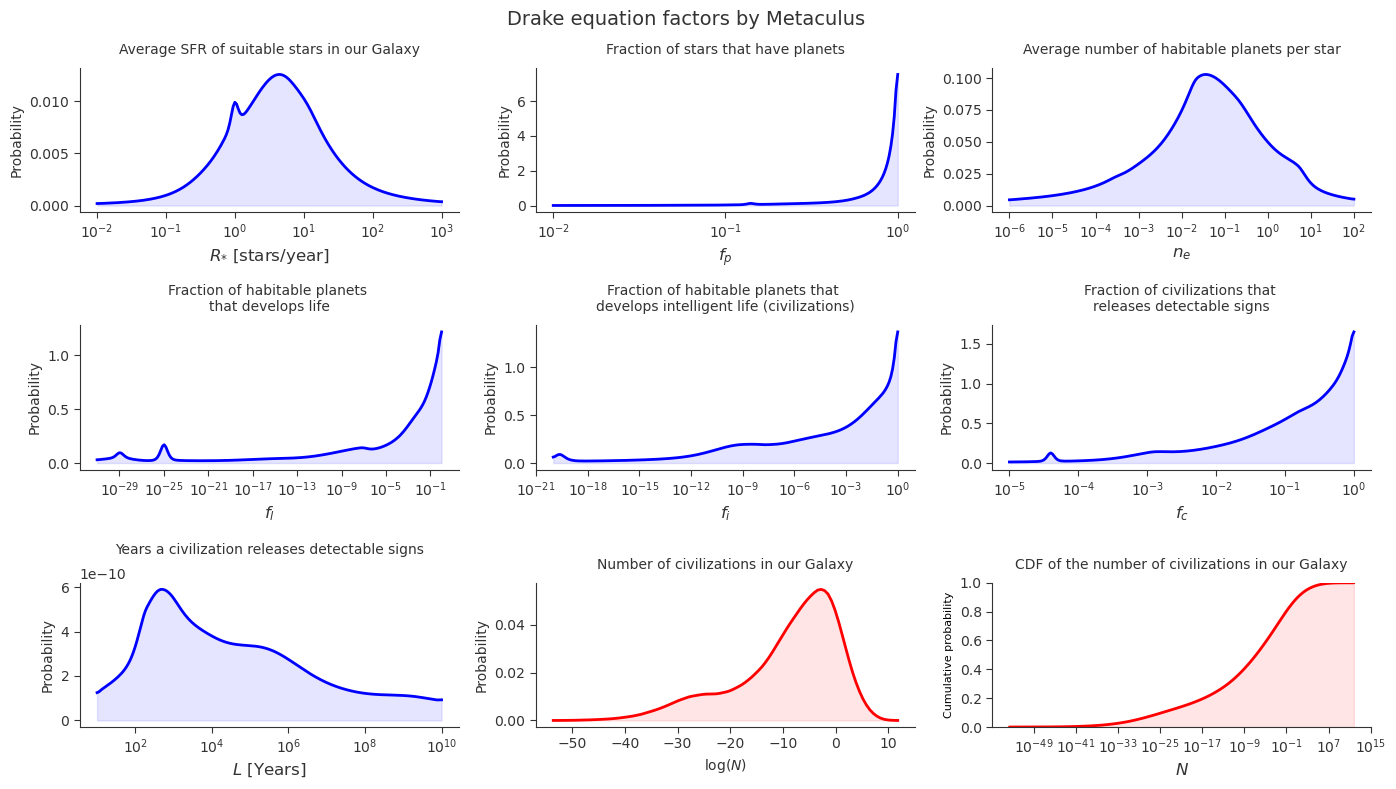 Drake equation factors by Metaculus
Average SFR of suitable stars in our Galaxy
Probability
0.010
0.005
0.000
10⁻² 10⁻¹ 10⁰ 10¹ 10² 10³
R* [stars/year]
Fraction of stars that have planets
Probability
6
4
2
0
10⁻² 10⁻¹ 10⁰
fₚ
Average number of habitable planets per star
Probability
0.100
0.075
0.050
0.025
0.000
10⁻⁶ 10⁻⁵ 10⁻⁴ 10⁻³ 10⁻² 10⁻¹ 10⁰ 10¹ 10²
nₑ
Fraction of habitable planets
that develops life
Probability
1.0
0.5
0.0
10⁻²⁹ 10⁻²⁵ 10⁻²¹ 10⁻¹⁷ 10⁻¹³ 10⁻⁹ 10⁻⁵ 10⁻¹
fₗ
Fraction of habitable planets that
develops intelligent life (civilizations)
Probability
1.0
0.5
0.0
10⁻²¹ 10⁻¹⁸ 10⁻¹⁵ 10⁻¹² 10⁻⁹ 10⁻⁶ 10⁻³ 10⁰
fᵢ
Fraction of civilizations that
releases detectable signs
Probability
1.5
1.0
0.5
0.0
10⁻⁵ 10⁻⁴ 10⁻³ 10⁻² 10⁻¹ 10⁰
f_c
Years a civilization releases detectable signs
1e−10
Probability
6
4
2
0
10² 10⁴ 10⁶ 10⁸ 10¹⁰
L [Years]
Number of civilizations in our Galaxy
Probability
0.04
0.02
0.00
−50 −40 −30 −20 −10 0 10
log(N)
CDF of the number of civilizations in our Galaxy
Cumulative probability
1.0
0.8
0.6
0.4
0.2
0.0
10⁻⁴⁹ 10⁻⁴¹ 10⁻³³ 10⁻²⁵ 10⁻¹⁷ 10⁻⁹ 10⁻¹ 10⁷ 10¹⁵
N